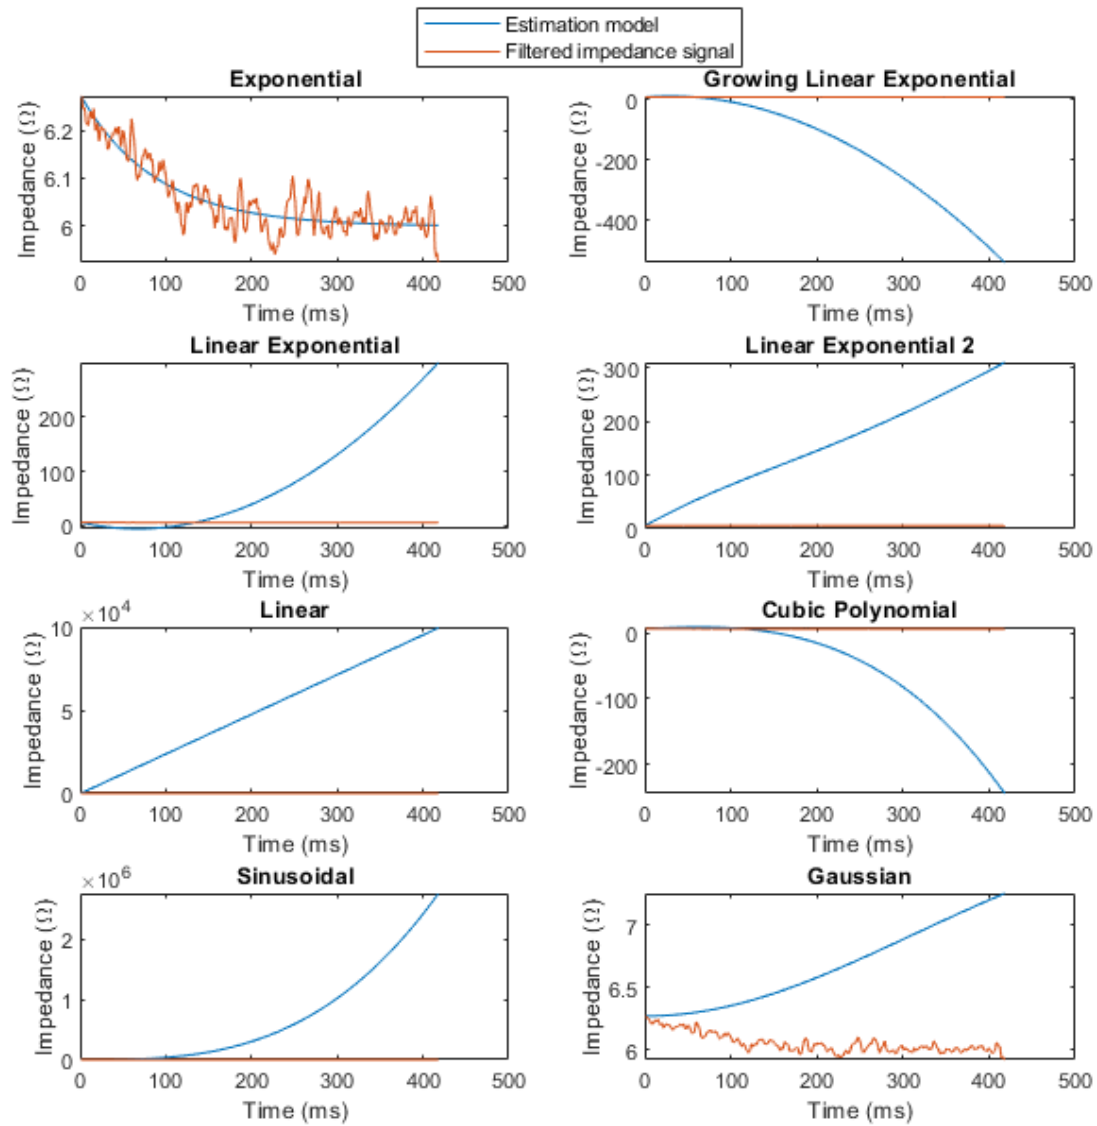 Estimation model
Filtered impedance signal
Exponential
Impedance (Ω)
6.2
6.1
6
0 100 200 300 400 500
Time (ms)
Growing Linear Exponential
Impedance (Ω)
0
-200
-400
0 100 200 300 400 500
Time (ms)
Linear Exponential
Impedance (Ω)
200
100
0
0 100 200 300 400 500
Time (ms)
Linear Exponential 2
Impedance (Ω)
300
200
100
0
0 100 200 300 400 500
Time (ms)
Linear
×10⁴
Impedance (Ω)
10
5
0
0 100 200 300 400 500
Time (ms)
Cubic Polynomial
Impedance (Ω)
0
-100
-200
0 100 200 300 400 500
Time (ms)
Sinusoidal
×10⁶
Impedance (Ω)
2
1
0
0 100 200 300 400 500
Time (ms)
Gaussian
Impedance (Ω)
7
6.5
6
0 100 200 300 400 500
Time (ms)